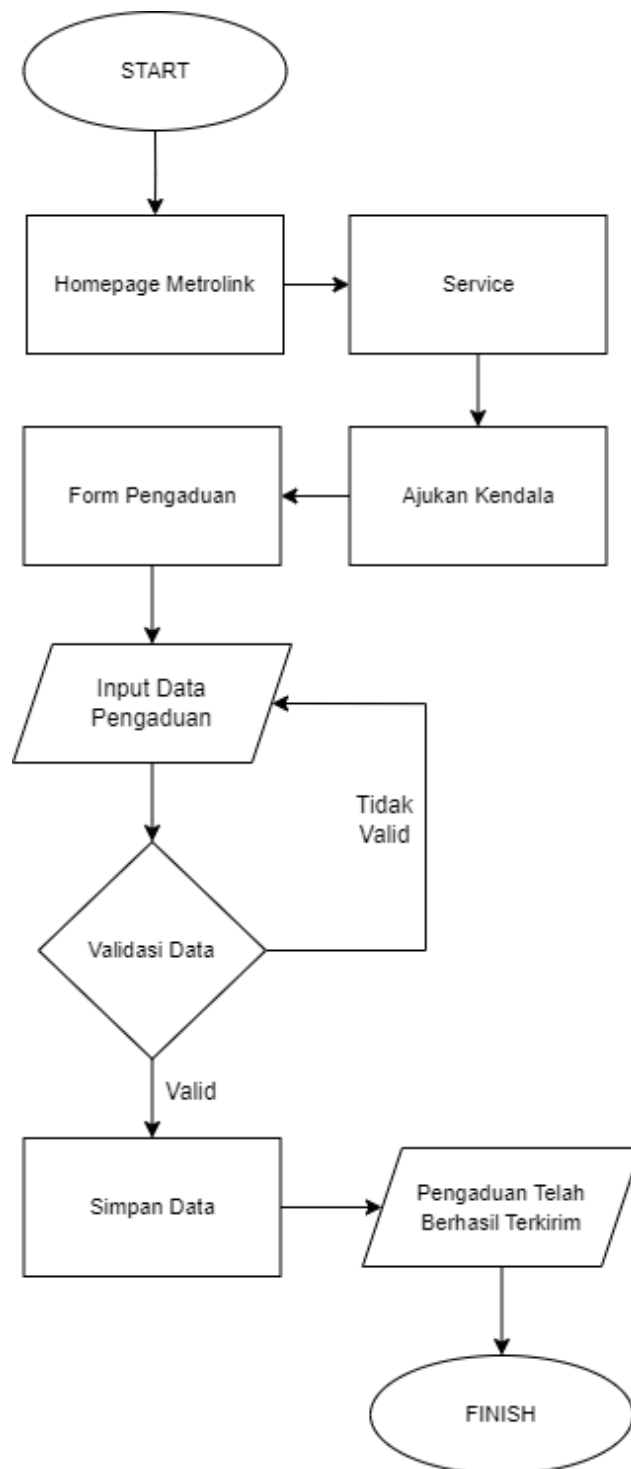 START
Homepage Metrolink
Service
Ajukan Kendala
Form Pengaduan
Input Data
Pengaduan
Tidak
Valid
Validasi Data
Valid
Simpan Data
Pengaduan Telah
Berhasil Terkirim
FINISH